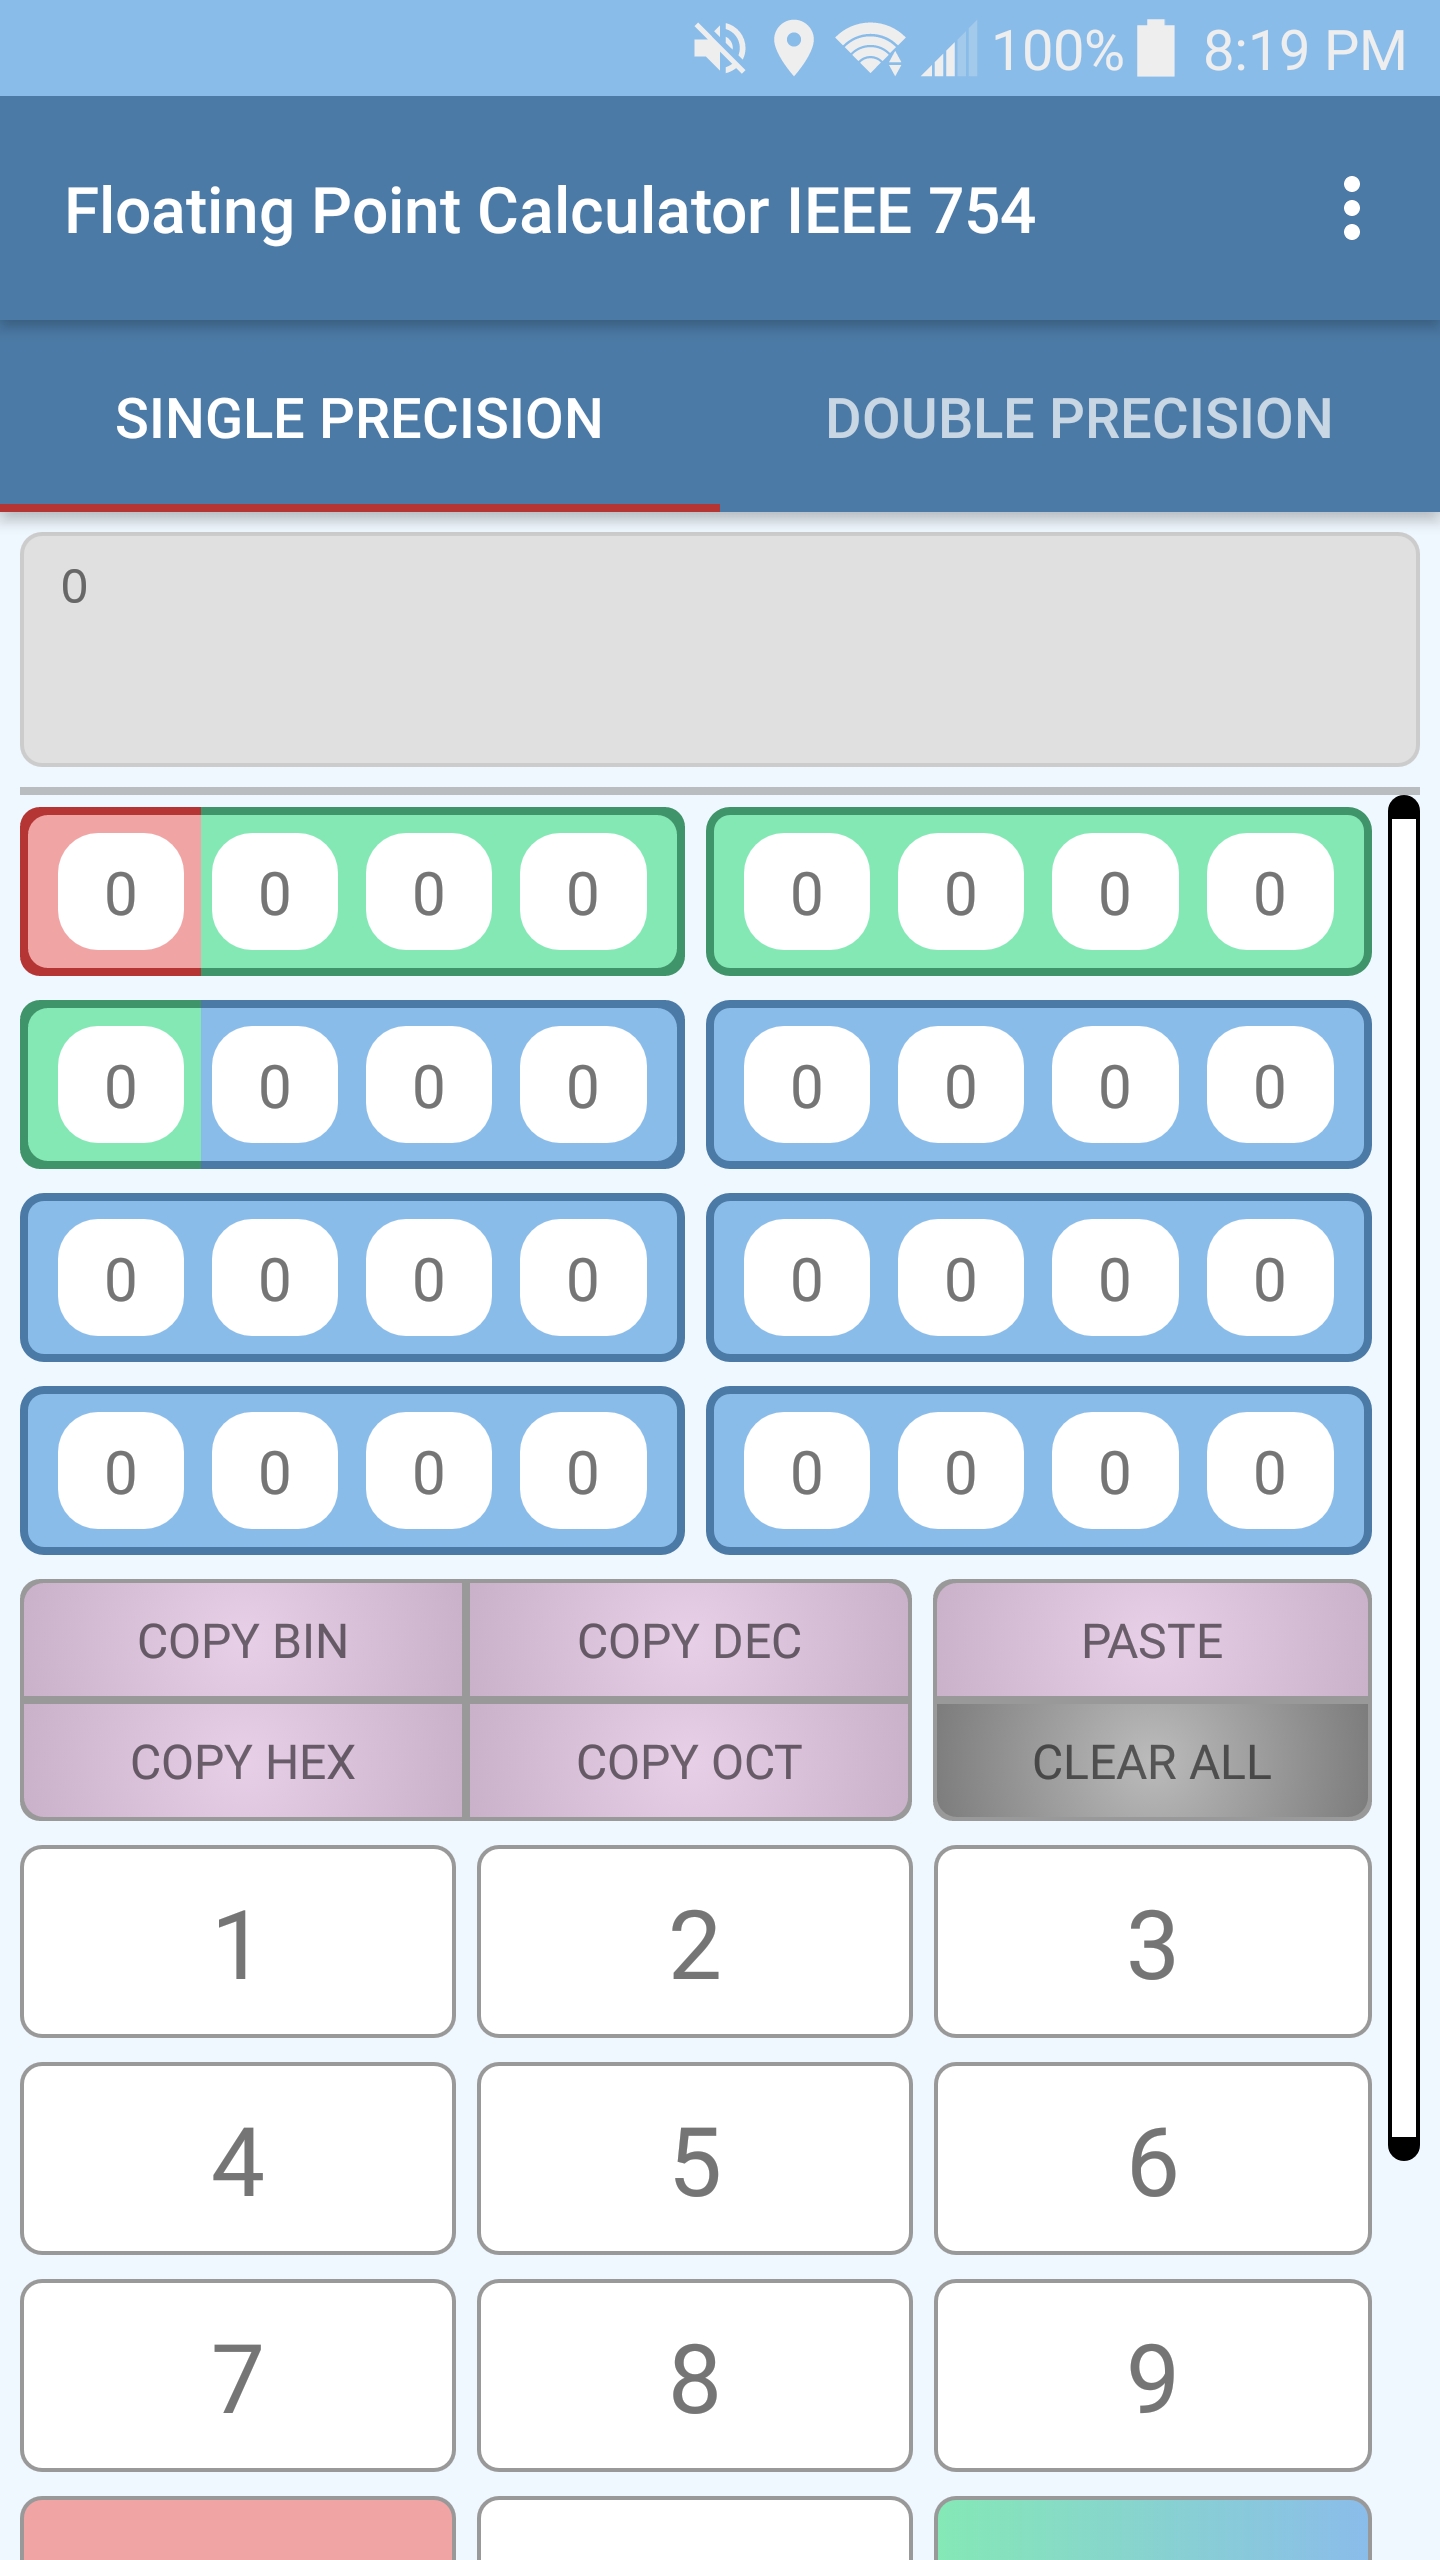 100% 8:19 PM
Floating Point Calculator IEEE 754
SINGLE PRECISION DOUBLE PRECISION
0
0 0 0 0 0 0 0 0
0 0 0 0 0 0 0 0
0 0 0 0 0 0 0 0
0 0 0 0 0 0 0 0
COPY BIN COPY DEC PASTE
COPY HEX COPY OCT CLEAR ALL
1 2 3
4 5 6
7 8 9